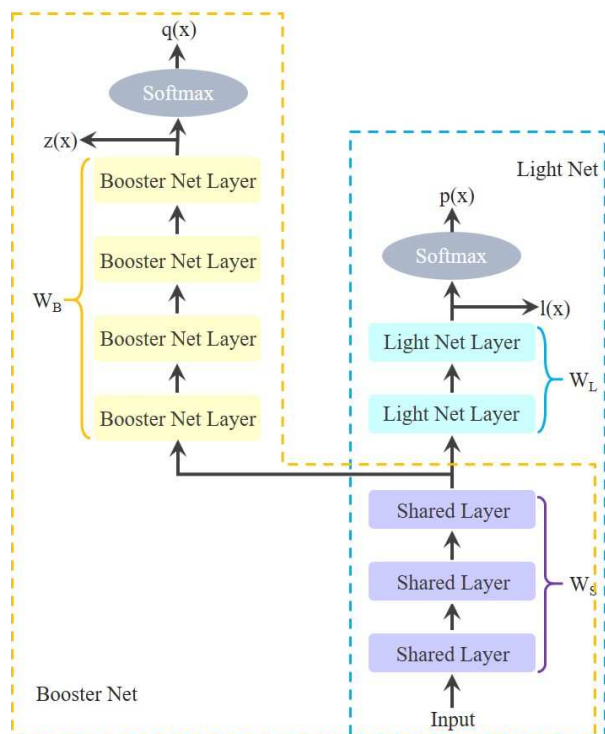 q(x)
Softmax
z(x)
Booster Net Layer
Booster Net Layer
Booster Net Layer
Booster Net Layer
W_B
Light Net
p(x)
Softmax
l(x)
Light Net Layer
Light Net Layer
W_L
Shared Layer
Shared Layer
Shared Layer
W_S
Booster Net
Input